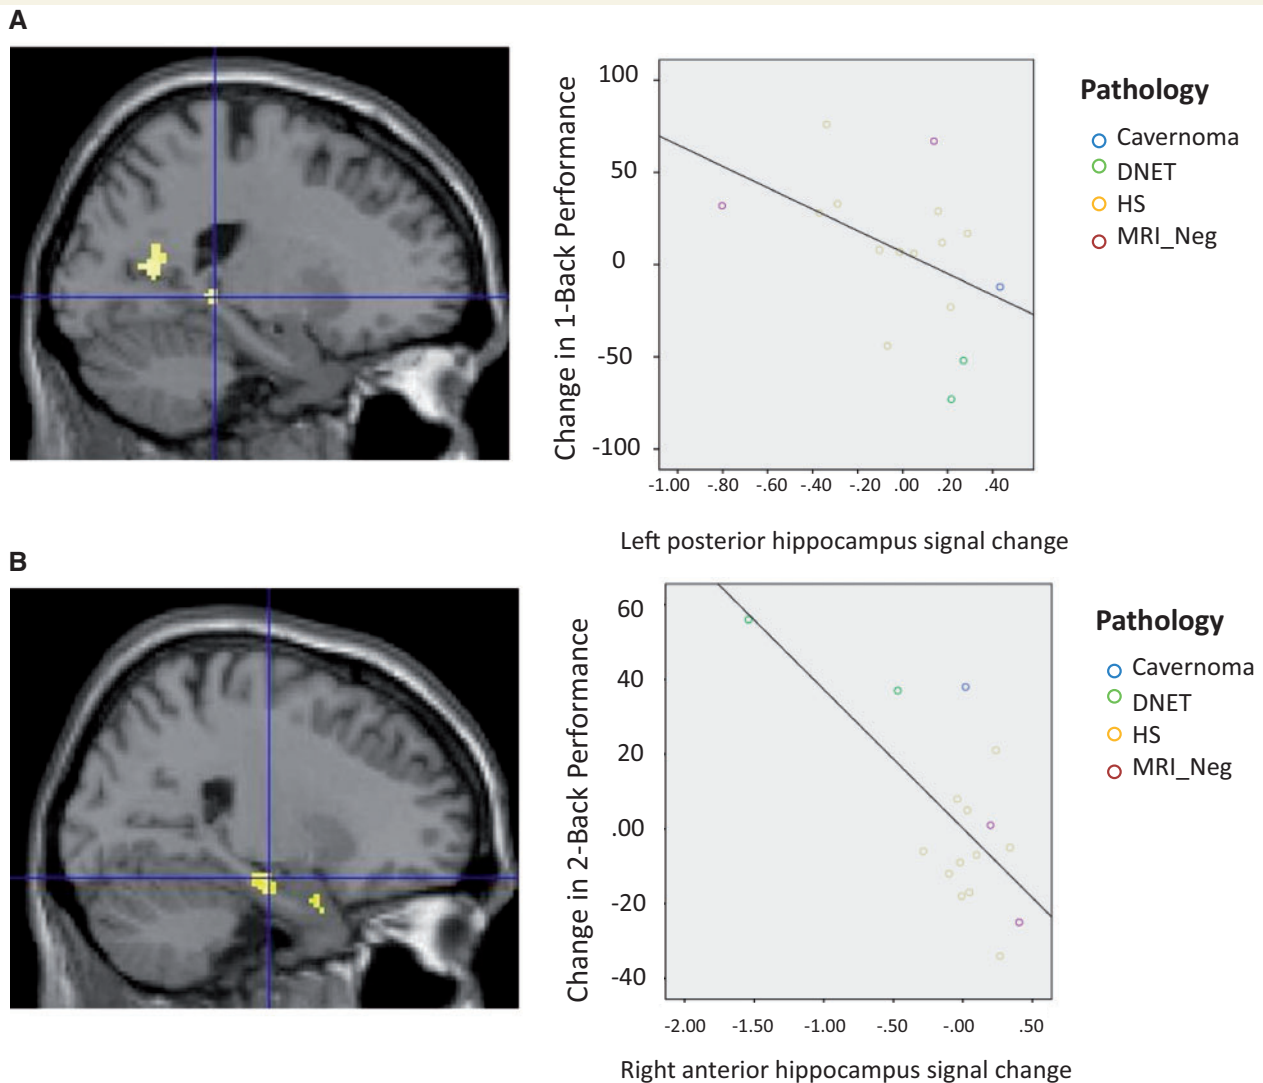 A
Change in 1-Back Performance
100
50
0
-50
-100
-1.00 -.80 -.60 -.40 -.20 .00 .20 .40
Left posterior hippocampus signal change
Pathology
Cavernoma
DNET
HS
MRI_Neg
B
Change in 2-Back Performance
60
40
20
.00
-20
-40
-2.00 -1.50 -1.00 -.50 -.00 .50
Right anterior hippocampus signal change
Pathology
Cavernoma
DNET
HS
MRI_Neg